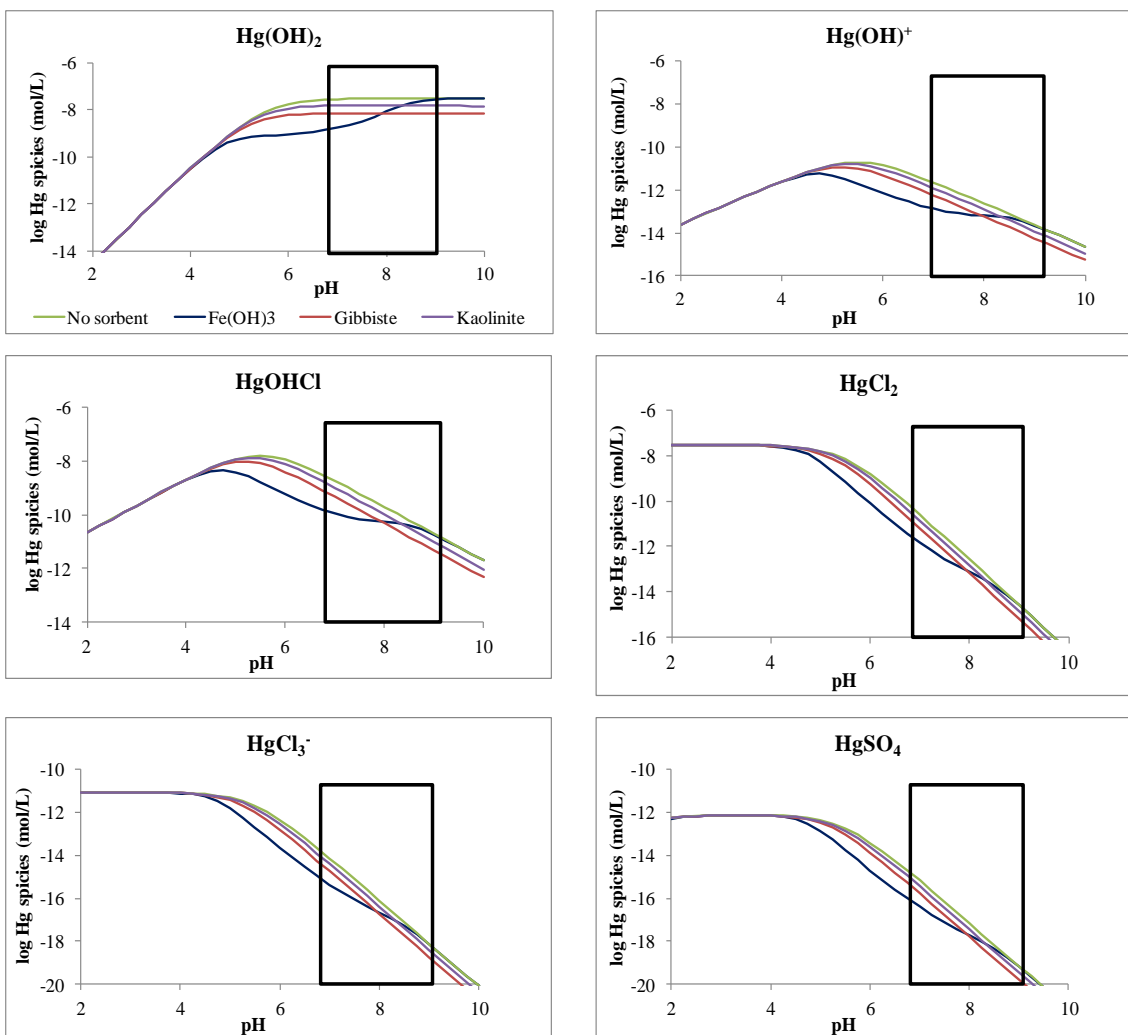 Hg(OH)₂
log Hg spicies (mol/L)
-6
-8
-10
-12
-14
2 4 6 8 10
pH
No sorbent Fe(OH)3 Gibbiste Kaolinite
Hg(OH)⁺
log Hg spicies (mol/L)
-6
-8
-10
-12
-14
-16
2 4 6 8 10
pH
HgOHCl
log Hg spicies (mol/L)
-6
-8
-10
-12
-14
2 4 6 8 10
pH
HgCl₂
log Hg spicies (mol/L)
-6
-8
-10
-12
-14
-16
2 4 6 8 10
pH
HgCl₃⁻
log Hg spicies (mol/L)
-10
-12
-14
-16
-18
-20
2 4 6 8 10
pH
HgSO₄
log Hg spicies (mol/L)
-10
-12
-14
-16
-18
-20
2 4 6 8 10
pH